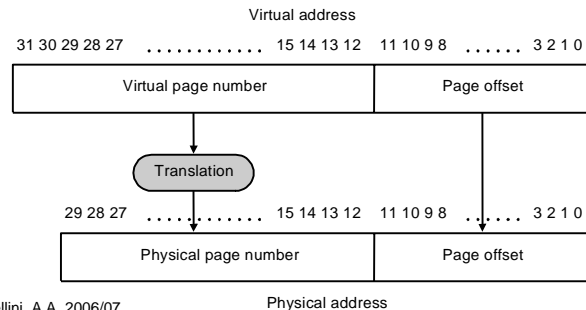 Virtual address
31 30 29 28 27 ............ 15 14 13 12 11 10 9 8 ...... 3 2 1 0
Virtual page number Page offset
Translation
29 28 27 ............ 15 14 13 12 11 10 9 8 ...... 3 2 1 0
Physical page number Page offset
A.A. 2006/07 Physical address